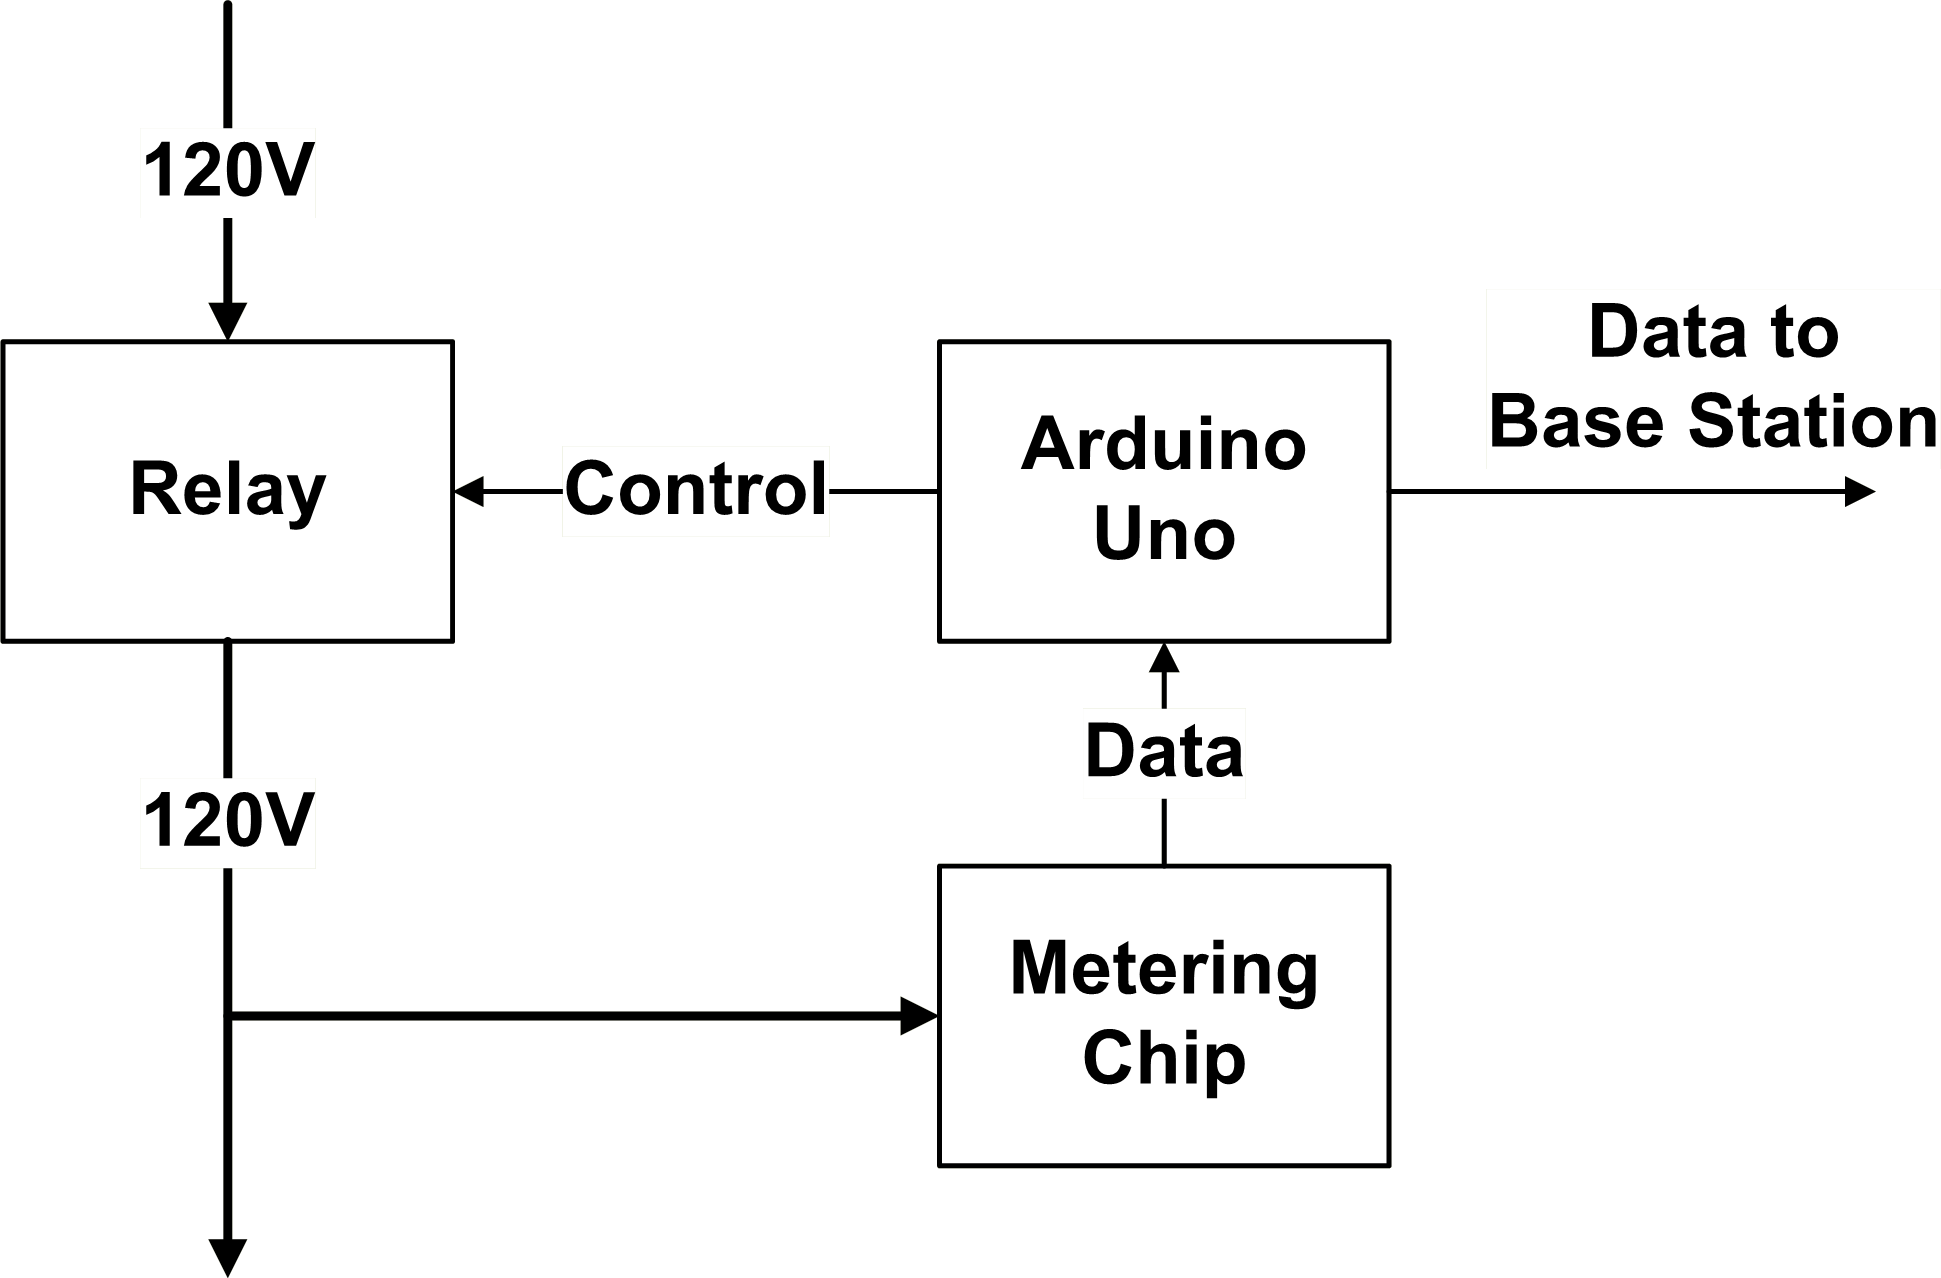 120V
Data to
Base Station
Relay
Control
Arduino
Uno
Data
120V
Metering
Chip